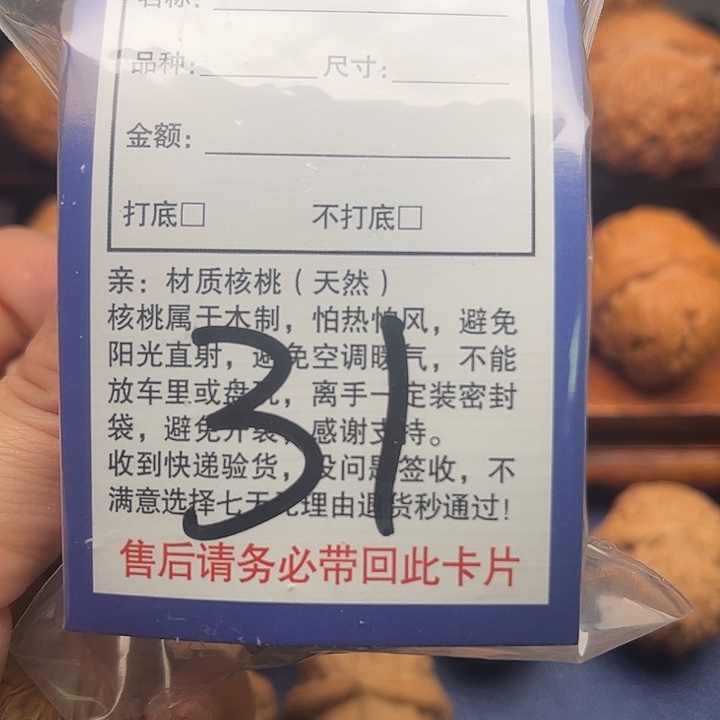 名称:
品种: 尺寸:
金额:
打底□ 不打底□
亲：材质核桃（天然）
核桃属于木制，怕热怕风，避免
阳光直射，避免空调暖气，不能
放车里或盘玩，离手一定装密封
袋，避免开裂，感谢支持。
收到快递验货，没问题签收，不
满意选择七天无理由退货秒通过!
售后请务必带回此卡片
31